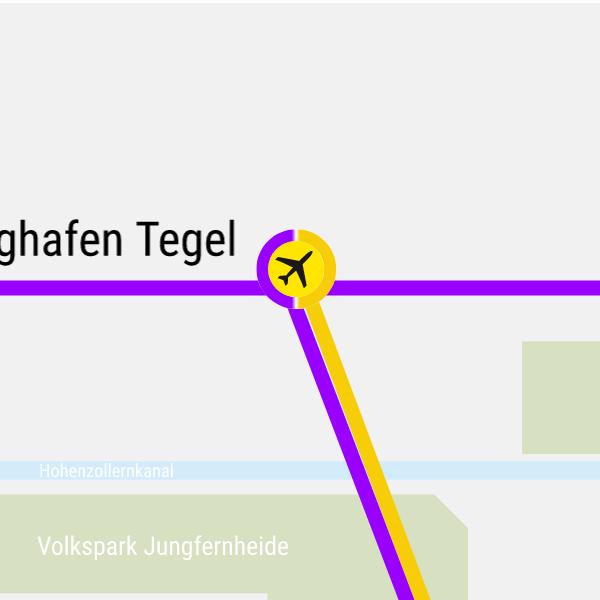 ghafen Tegel
Hohenzollernkanal
Volkspark Jungfernheide